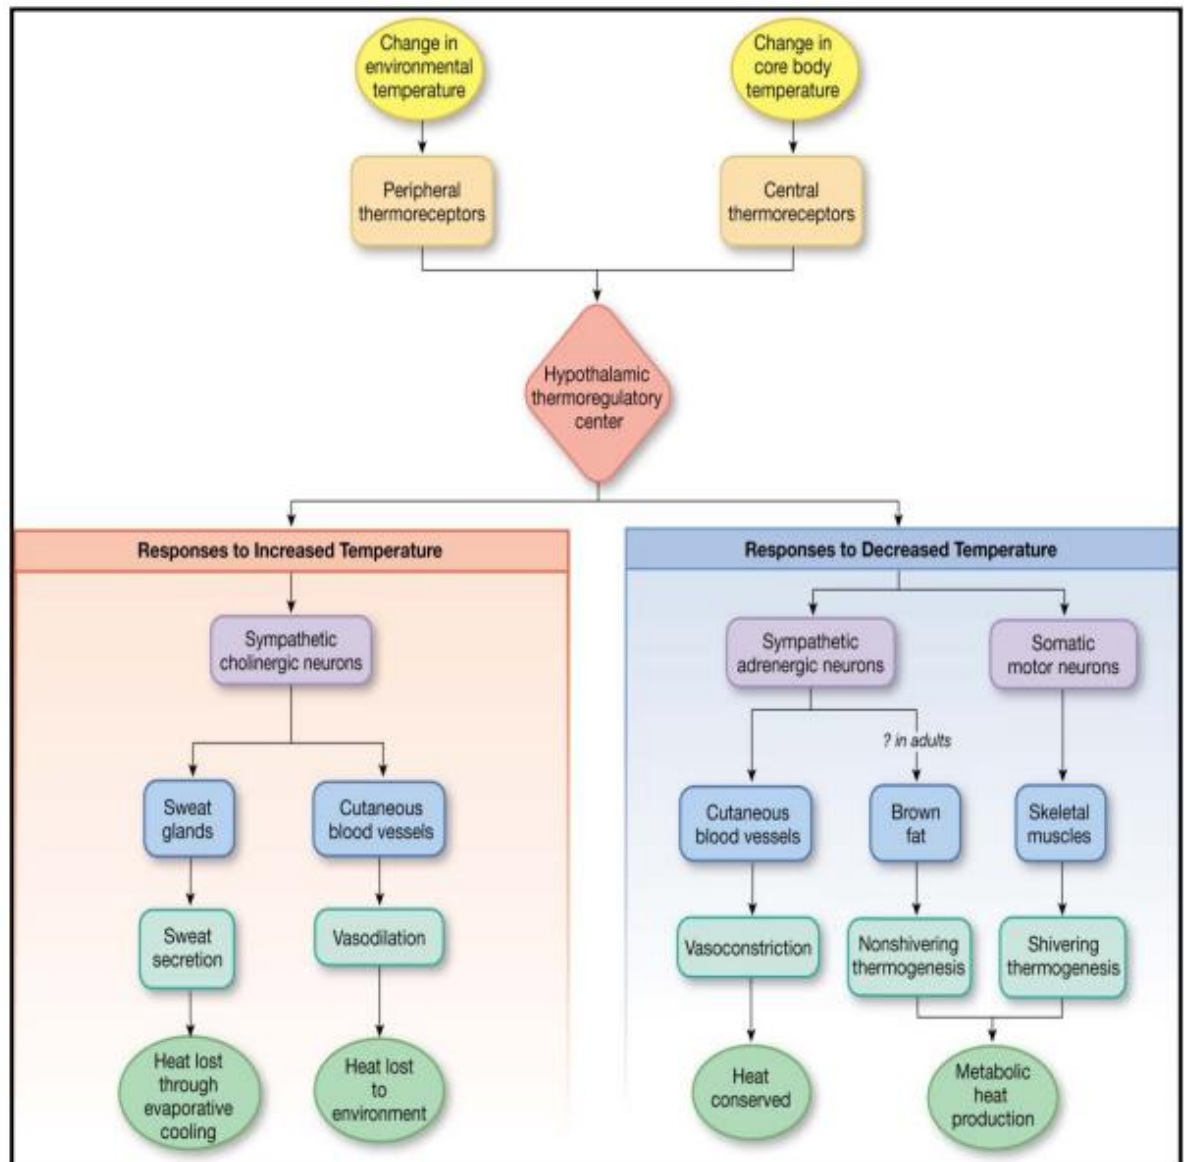 Change in
environmental
temperature
Change in
core body
temperature
Peripheral
thermoreceptors
Central
thermoreceptors
Hypothalamic
thermoregulatory
center
Responses to Increased Temperature
Sympathetic
cholinergic neurons
Sweat
glands
Cutaneous
blood vessels
Sweat
secretion
Vasodilation
Heat lost
through
evaporative
cooling
Heat lost
to
environment
Responses to Decreased Temperature
Sympathetic
adrenergic neurons
Somatic
motor neurons
? in adults
Cutaneous
blood vessels
Brown
fat
Skeletal
muscles
Vasoconstriction
Nonshivering
thermogenesis
Shivering
thermogenesis
Heat
conserved
Metabolic
heat
production